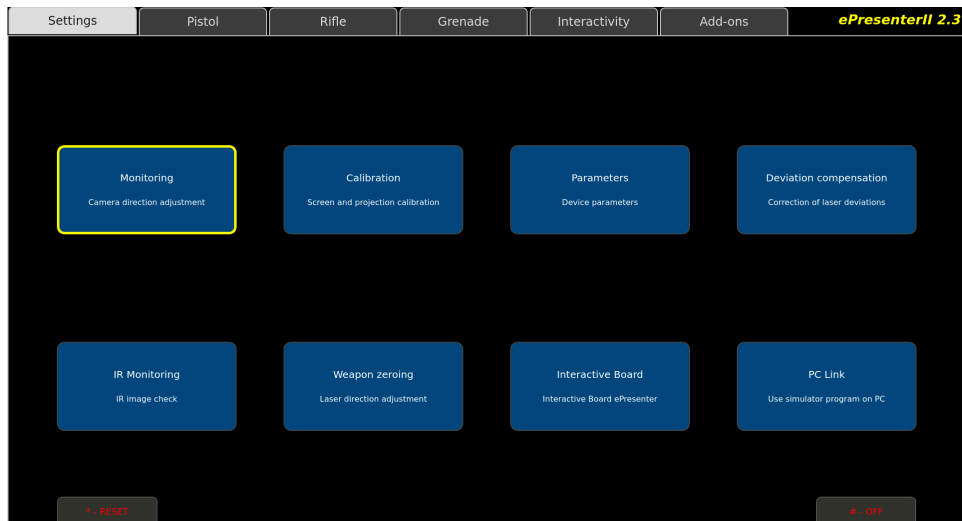 Settings
Pistol
Rifle
Grenade
Interactivity
Add-ons
ePresenterII 2.3
Monitoring
Camera direction adjustment
Calibration
Screen and projection calibration
Parameters
Device parameters
Deviation compensation
Correction of laser deviations
IR Monitoring
IR image check
Weapon zeroing
Laser direction adjustment
Interactive Board
Interactive Board ePresenter
PC Link
Use simulator program on PC
* - RESET
# - OFF